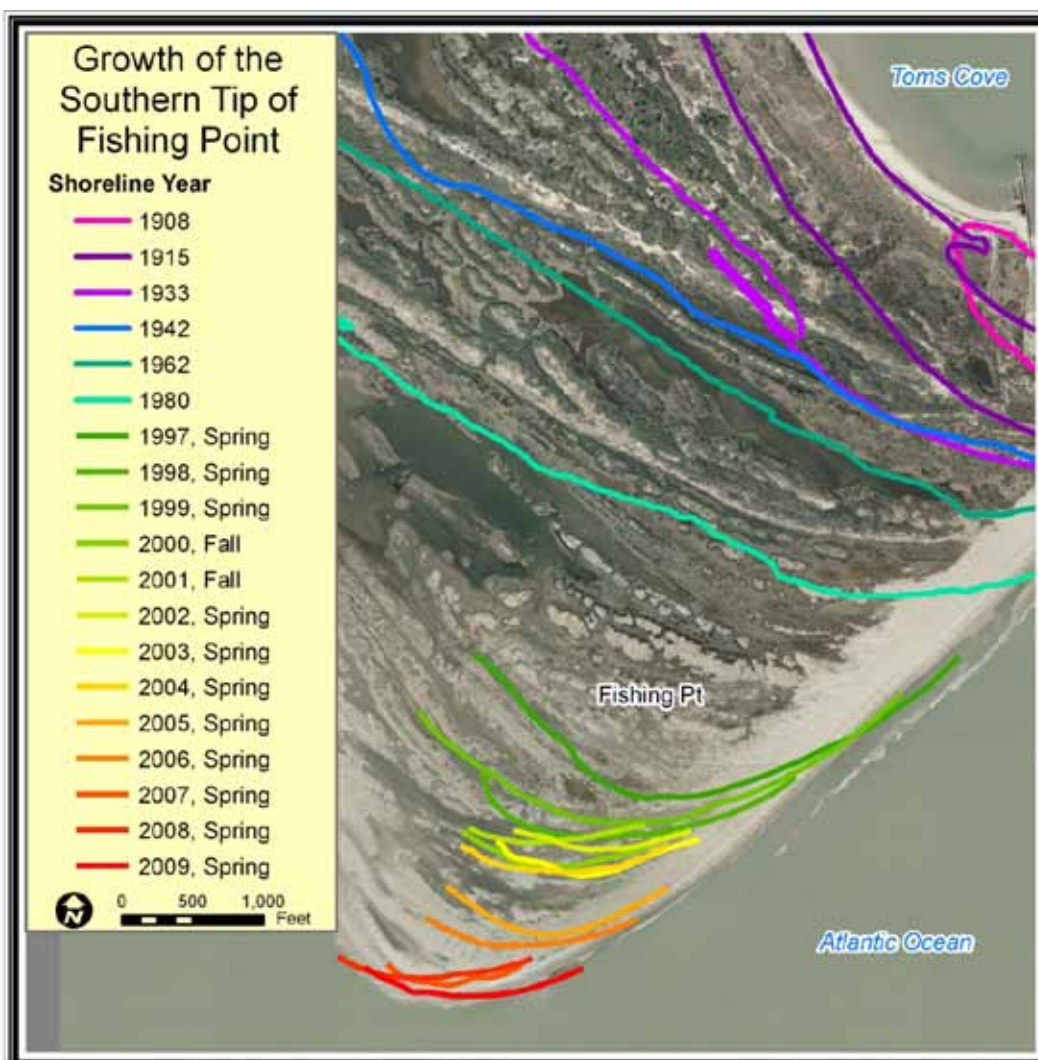 Growth of the
Southern Tip of
Fishing Point
Shoreline Year
1908
1915
1933
1942
1962
1980
1997, Spring
1998, Spring
1999, Spring
2000, Fall
2001, Fall
2002, Spring
2003, Spring
2004, Spring
2005, Spring
2006, Spring
2007, Spring
2008, Spring
2009, Spring
N
0 500 1,000
Feet
Toms Cove
Fishing Pt
Atlantic Ocean